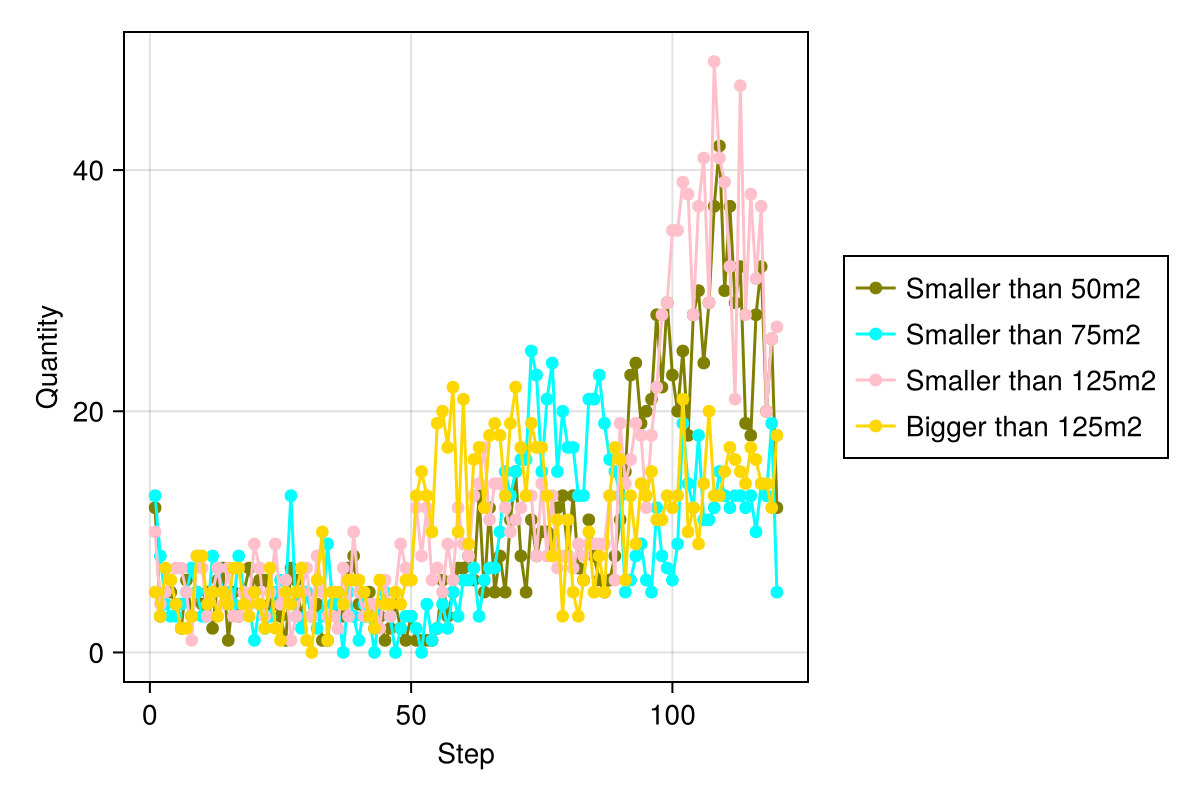 40
20
0
Quantity
0
50
100
Step
Smaller than 50m2
Smaller than 75m2
Smaller than 125m2
Bigger than 125m2